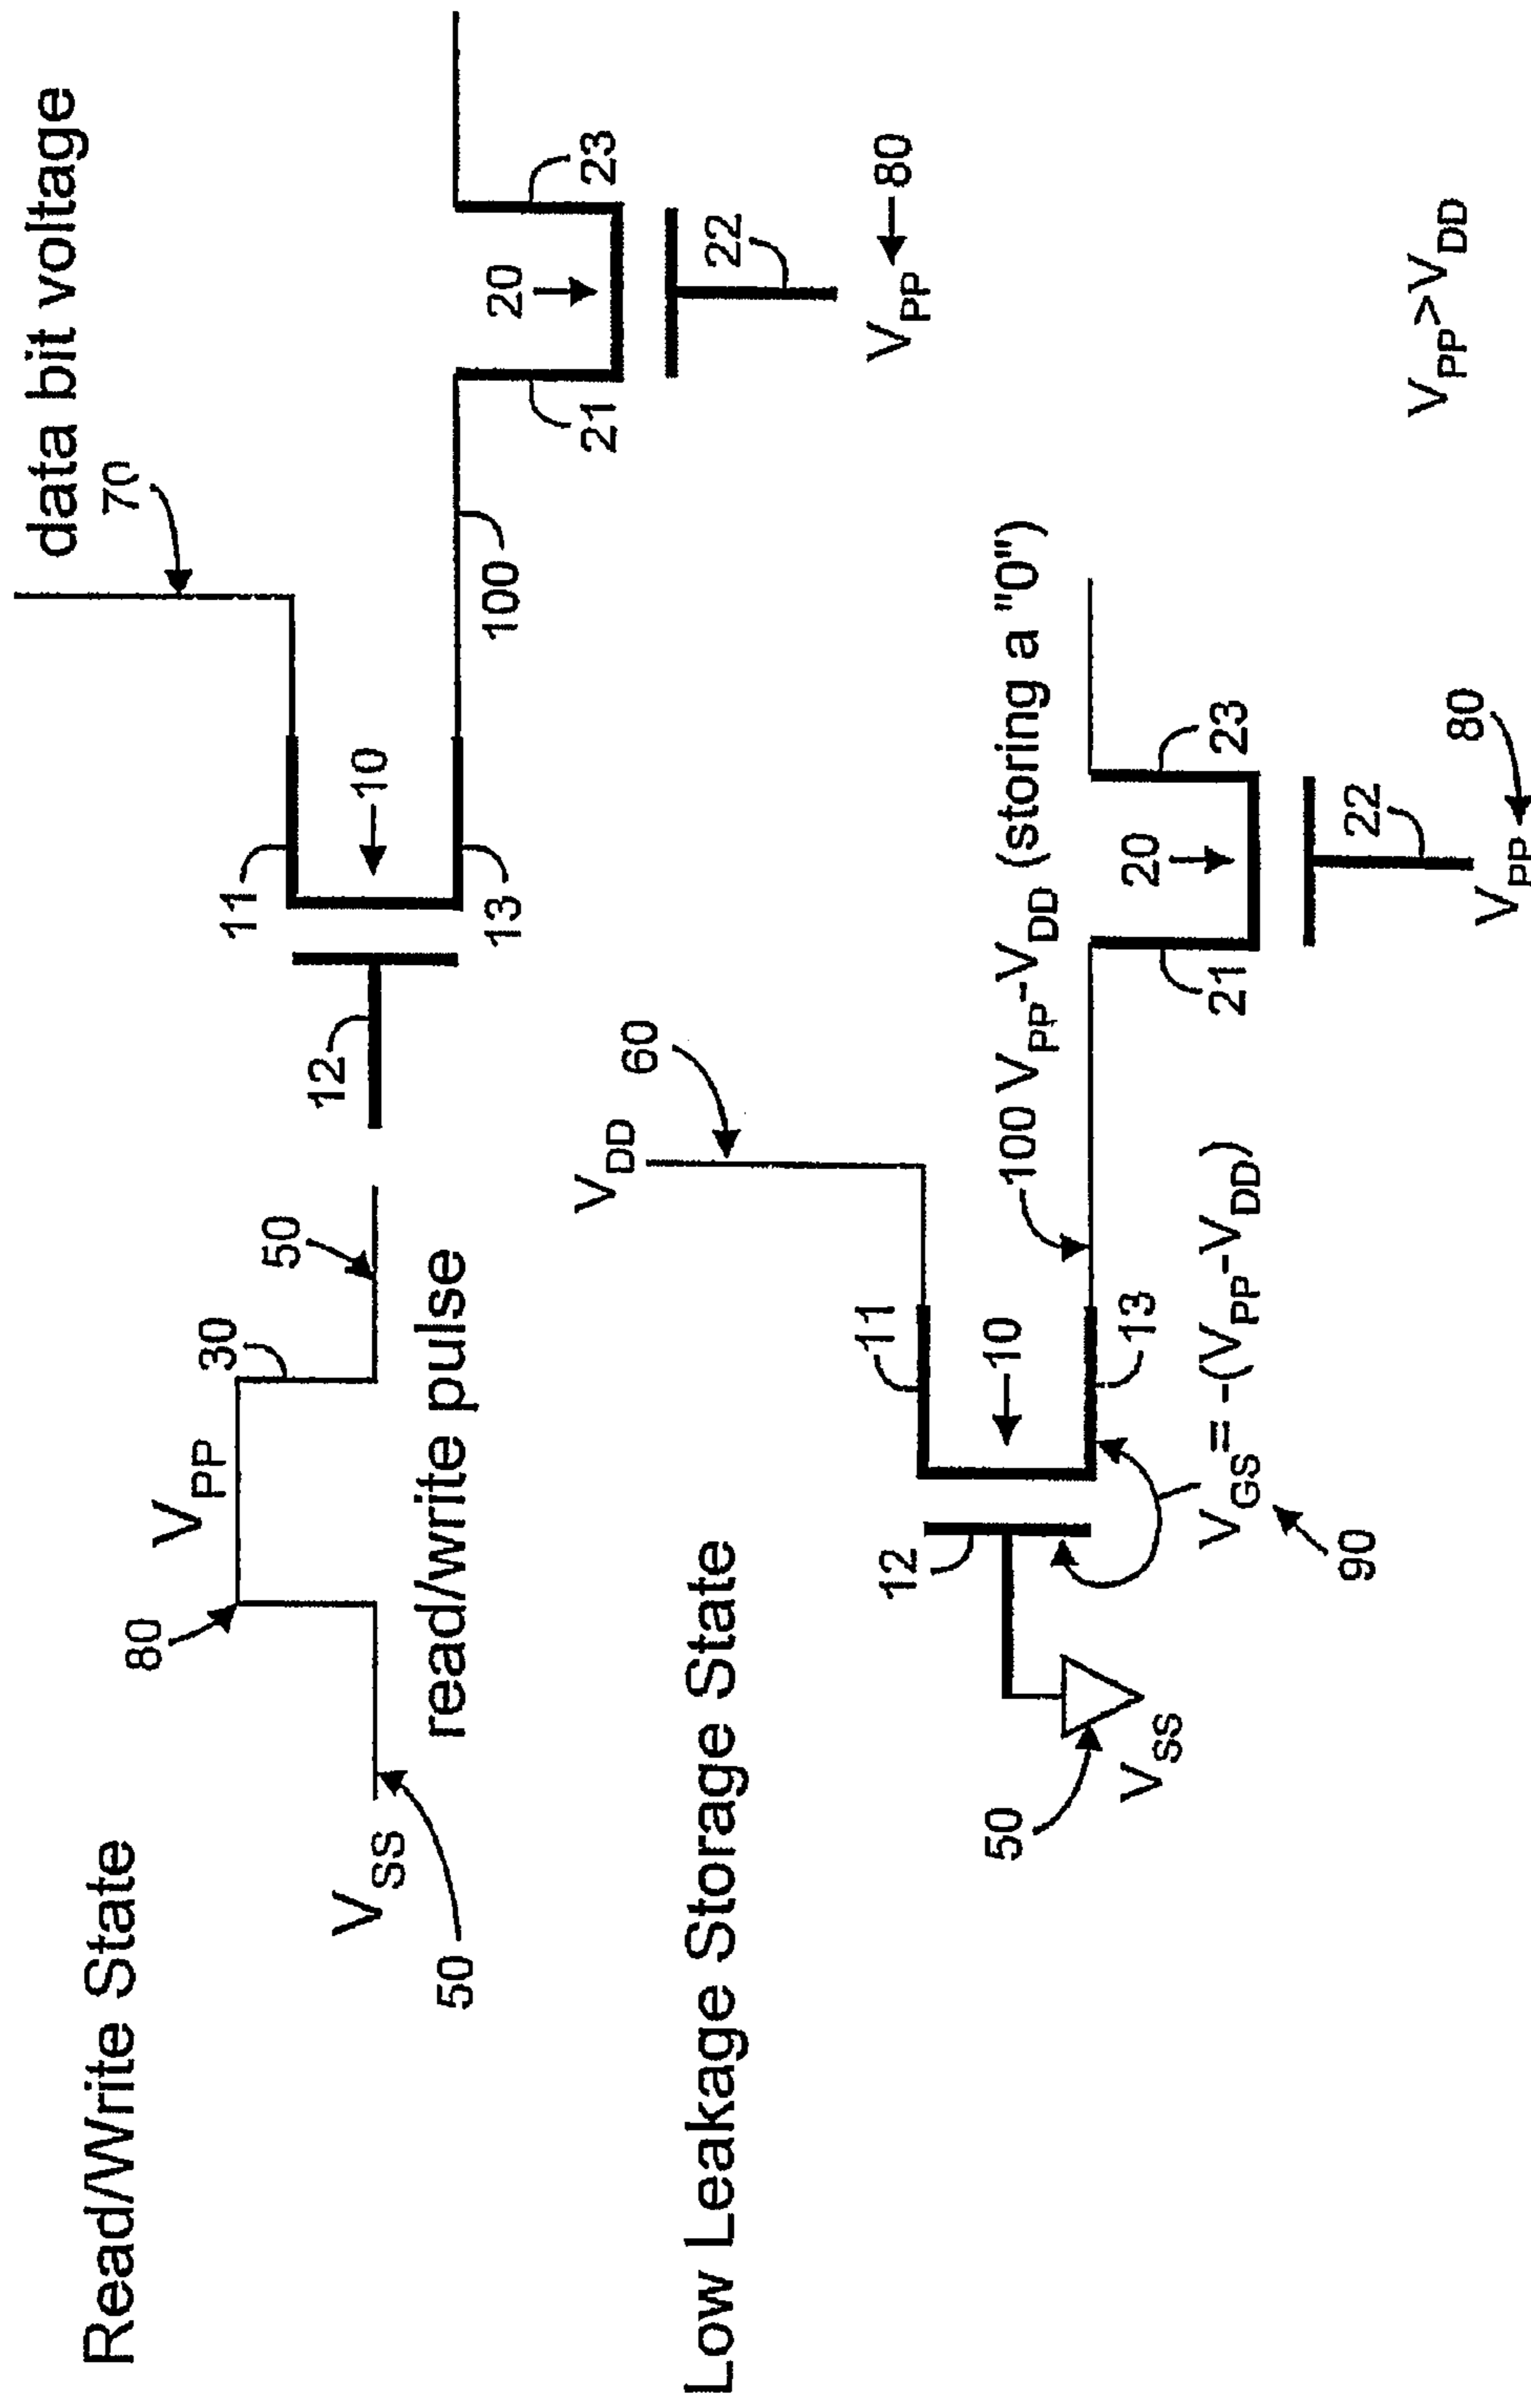 Read/Write State
80
V_PP
30
50
V_SS
50
read/write pulse
12
11
10
13
70
data bit voltage
100
21
20
23
22
V_PP
80
Low Leakage Storage State
50
V_SS
12
11
10
13
V_GS=-(V_PP-V_DD)
90
V_DD
60
100 V_PP-V_DD (storing a "0")
21
20
23
22
V_PP
80
V_PP>V_DD